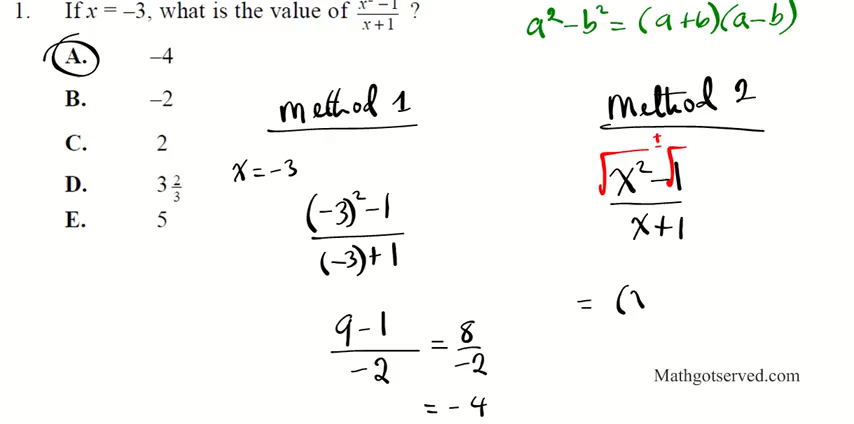 1. If x = –3, what is the value of (x² – 1)/(x + 1) ?
a² – b² = (a + b)(a – b)
A. –4
B. –2
C. 2
D. 3 2/3
E. 5
Method 1
x = –3
((–3)² – 1)/((–3) + 1)
(9 – 1)/(–2) = 8/(–2)
= – 4
Method 2
√x² ± √1
x² – 1
x + 1
= (x
Mathgotserved.com